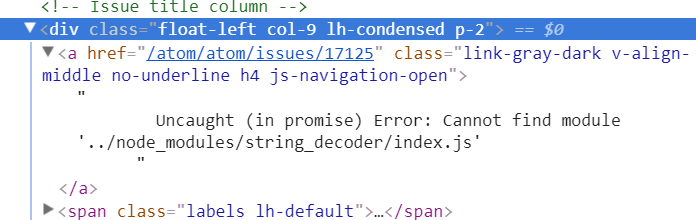 <!-- Issue title column -->
▼<div class="float-left col-9 lh-condensed p-2"> == $0
▼<a href="/atom/atom/issues/17125" class="link-gray-dark v-align-
middle no-underline h4 js-navigation-open">
"
Uncaught (in promise) Error: Cannot find module
'../node_modules/string_decoder/index.js'
"
</a>
▶<span class="labels lh-default">…</span>